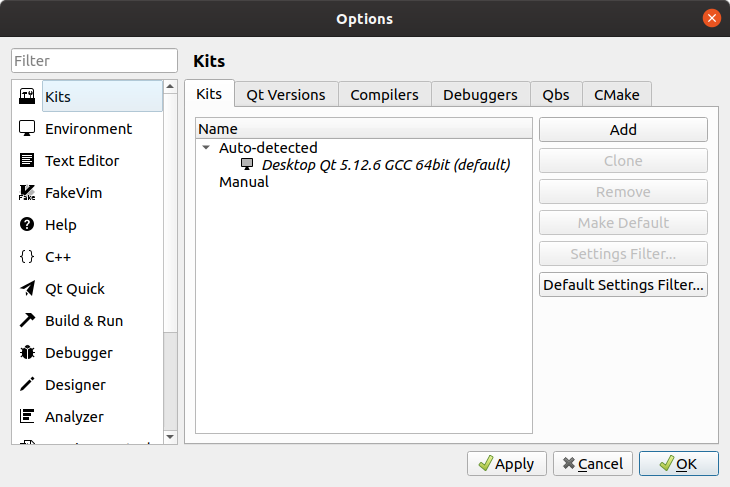 Options
Filter
Kits
Environment
Text Editor
FakeVim
Help
C++
Qt Quick
Build & Run
Debugger
Designer
Analyzer
Kits
Kits
Qt Versions
Compilers
Debuggers
Qbs
CMake
Name
Auto-detected
Desktop Qt 5.12.6 GCC 64bit (default)
Manual
Add
Clone
Remove
Make Default
Settings Filter...
Default Settings Filter...
Apply
Cancel
OK